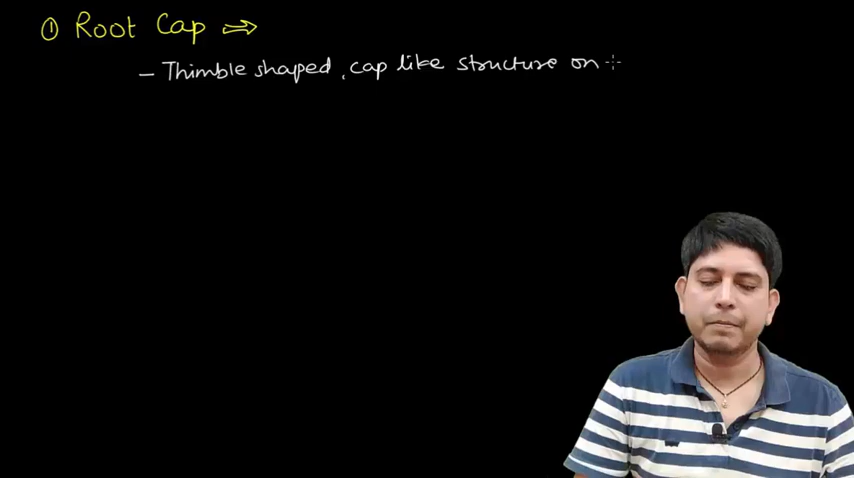 ① Root Cap ⇒
- Thimble shaped, cap like structure on